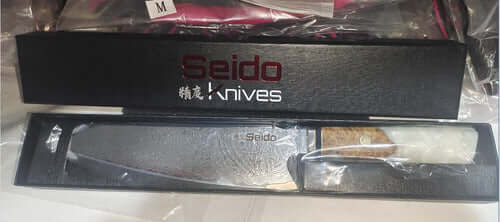 M
Seido
精度 Knives
Seido